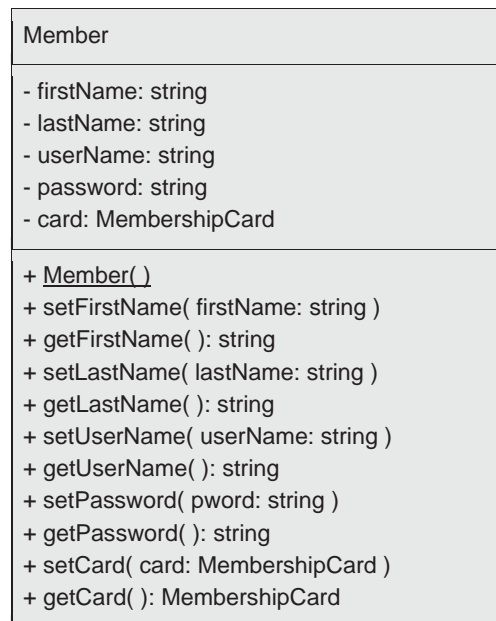 Member
- firstName: string
- lastName: string
- userName: string
- password: string
- card: MembershipCard
+ Member( )
+ setFirstName( firstName: string )
+ getFirstName( ): string
+ setLastName( lastName: string )
+ getLastName( ): string
+ setUserName( userName: string )
+ getUserName( ): string
+ setPassword( pword: string )
+ getPassword( ): string
+ setCard( card: MembershipCard )
+ getCard( ): MembershipCard